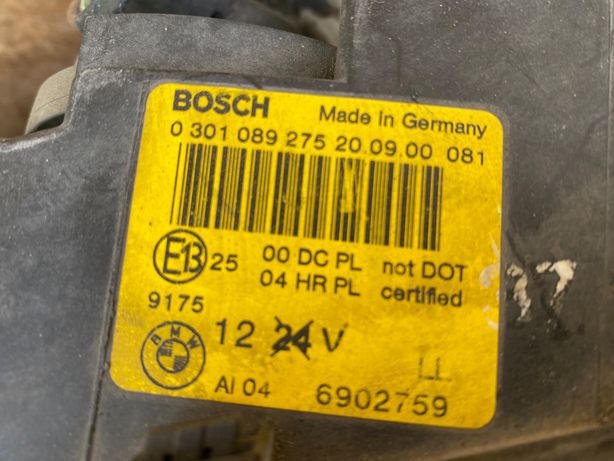 BOSCH Made in Germany
0 301 089 275 20.09.00 081
E13 25 00 DC PL not DOT
04 HR PL certified
9175
BMW 12 24 V
LL
AI 04 6902759